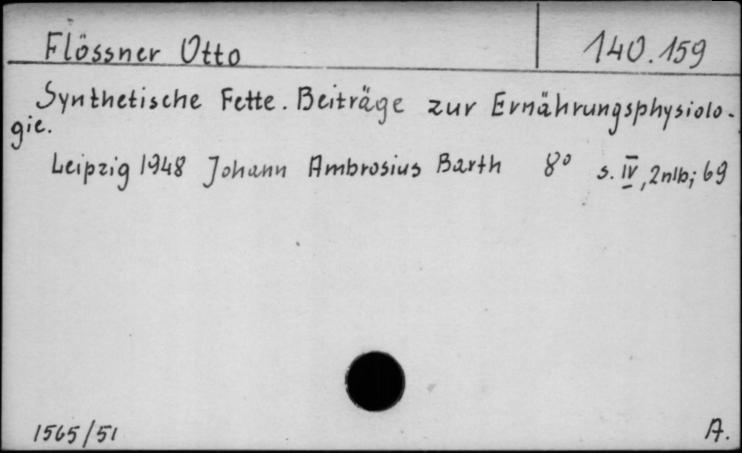 Flössner Otto
140.159
Synthetische Fette. Beiträge zur Ernährungsphysiolo-
gie.
Leipzig 1948 Johann Ambrosius Barth 8° s. IV, 2nlb; 69
1565/51
A.